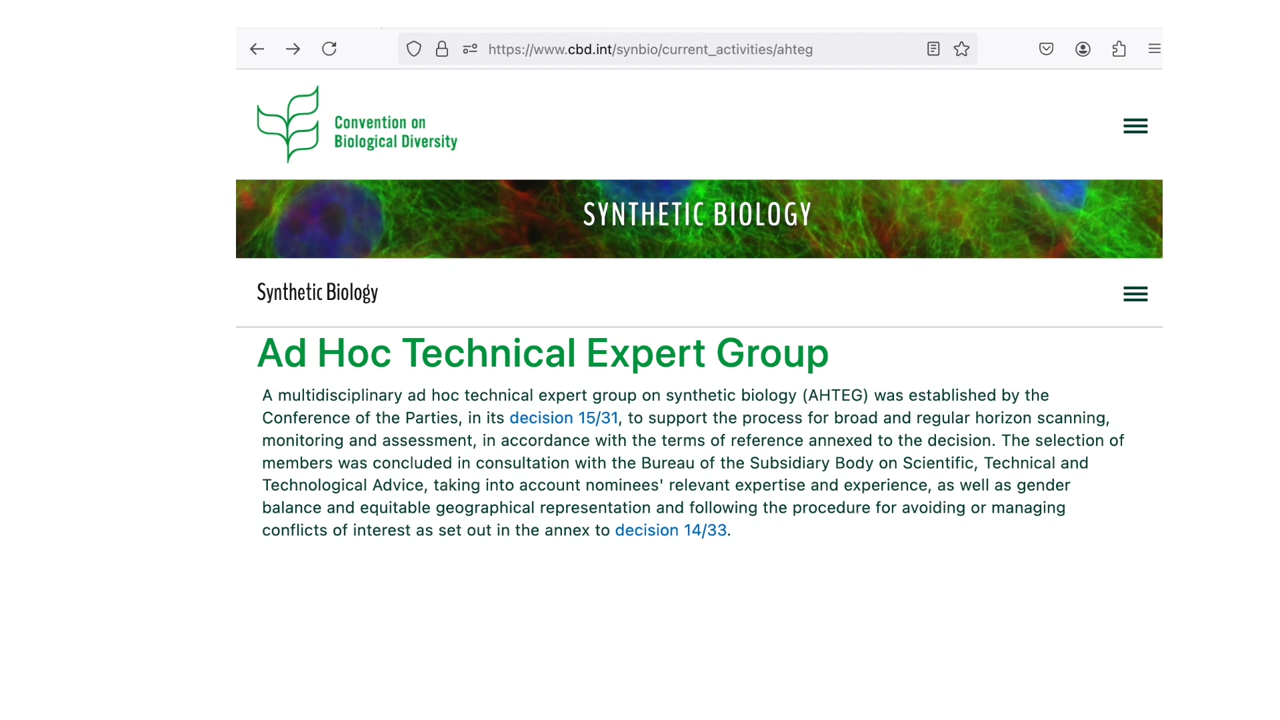 https://www.cbd.int/synbio/current_activities/ahteg
Convention on
Biological Diversity
SYNTHETIC BIOLOGY
Synthetic Biology
Ad Hoc Technical Expert Group
A multidisciplinary ad hoc technical expert group on synthetic biology (AHTEG) was established by the
Conference of the Parties, in its decision 15/31, to support the process for broad and regular horizon scanning,
monitoring and assessment, in accordance with the terms of reference annexed to the decision. The selection of
members was concluded in consultation with the Bureau of the Subsidiary Body on Scientific, Technical and
Technological Advice, taking into account nominees' relevant expertise and experience, as well as gender
balance and equitable geographical representation and following the procedure for avoiding or managing
conflicts of interest as set out in the annex to decision 14/33.